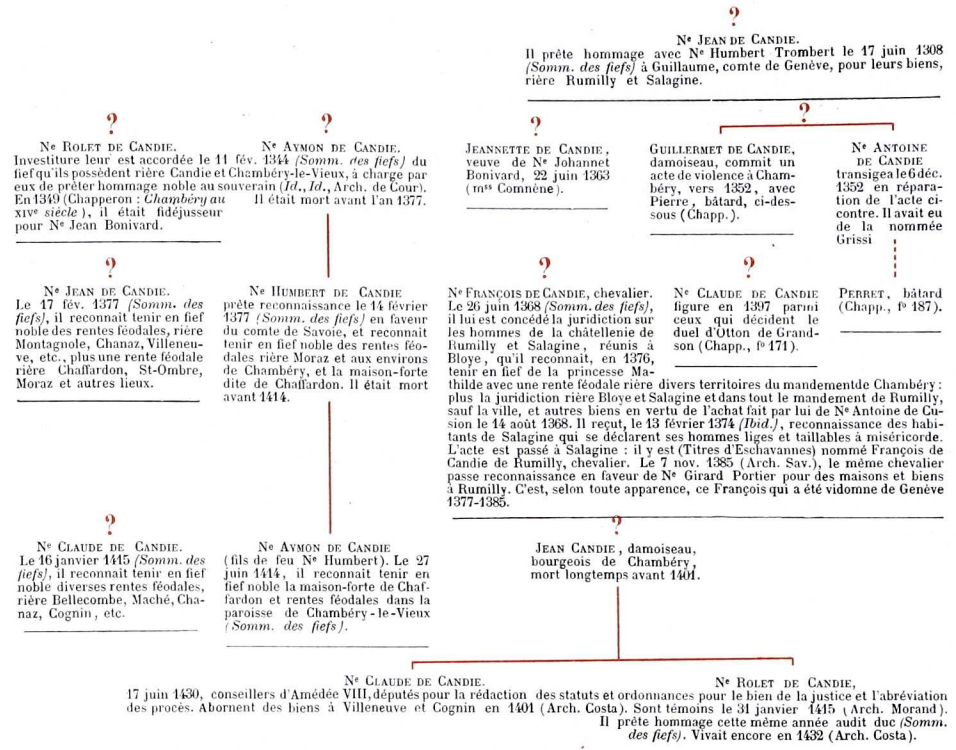 ?
Nᵉ JEAN DE CANDIE.
Il prête hommage avec Nᵉ Humbert Trombert le 17 juin 1308
(Somm. des fiefs) à Guillaume, comte de Genève, pour leurs biens,
rière Rumilly et Salagine.
?
Nᵉ ROLET DE CANDIE.
?
Nᵉ AYMON DE CANDIE.
Investiture leur est accordée le 11 fév. 1344 (Somm. des fiefs) du
fief qu'ils possèdent rière Candie et Chambéry-le-Vieux, à charge par
eux de prêter hommage noble au souverain (Id., Id., Arch. de Cour).
En 1349 (Chapperon : Chambéry au
XIVᵉ siècle), il était fidéjusseur
pour Nᵉ Jean Bonivard.
Il était mort avant l'an 1377.
?
JEANNETTE DE CANDIE,
veuve de Nᵉ Johannet
Bonivard, 22 juin 1363
(mˢˢ Comnène).
?
GUILLERMET DE CANDIE,
damoiseau, commit un
acte de violence à Cham-
béry, vers 1352, avec
Pierre, bâtard, ci-des-
sous (Chapp.).
Nᵉ ANTOINE
DE CANDIE
transigea le 6 déc.
1352 en répara-
tion de l'acte ci-
contre. Il avait eu
de la nommée
Grissi
?
Nᵉ JEAN DE CANDIE.
Le 17 fév. 1377 (Somm. des
fiefs), il reconnait tenir en fief
noble des rentes féodales, rière
Montagnole, Chanaz, Villeneu-
ve, etc., plus une rente féodale
rière Chaffardon, St-Ombre,
Moraz et autres lieux.
Nᵉ HUMBERT DE CANDIE
prête reconnaissance le 14 février
1377 (Somm. des fiefs) en faveur
du comte de Savoie, et reconnait
tenir en fief noble des rentes féo-
dales rière Moraz et aux environs
de Chambéry, et la maison-forte
dite de Chaffardon. Il était mort
avant 1414.
?
Nᵉ FRANÇOIS DE CANDIE, chevalier.
Le 26 juin 1368 (Somm. des fiefs),
il lui est concédé la juridiction sur
les hommes de la châtellenie de
Rumilly et Salagine, réunis à
Bloye, qu'il reconnait, en 1376,
tenir en fief de la princesse Ma-
thilde avec une rente féodale rière divers territoires du mandement de Chambéry :
plus la juridiction rière Bloye et Salagine et dans tout le mandement de Rumilly,
sauf la ville, et autres biens en vertu de l'achat fait par lui de Nᵉ Antoine de Cu-
sion le 14 août 1368. Il reçut, le 13 février 1374 (Ibid.), reconnaissance des habi-
tants de Salagine qui se déclarent ses hommes liges et taillables à miséricorde.
L'acte est passé à Salagine : il y est (Titres d'Eschavannes) nommé François de
Candie de Rumilly, chevalier. Le 7 nov. 1385 (Arch. Sav.), le même chevalier
passe reconnaissance en faveur de Nᵉ Girard Portier pour des maisons et biens
à Rumilly. C'est, selon toute apparence, ce François qui a été vidomne de Genève
1377-1385.
?
Nᵉ CLAUDE DE CANDIE
figure en 1397 parmi
ceux qui décident le
duel d'Otton de Grand-
son (Chapp., fº 171).
PERRET, bâtard
(Chapp., fº 187).
?
Nᵉ CLAUDE DE CANDIE.
Le 16 janvier 1415 (Somm. des
fiefs), il reconnait tenir en fief
noble diverses rentes féodales,
rière Bellecombe, Maché, Cha-
naz, Cognin, etc.
?
Nᵉ AYMON DE CANDIE
(fils de feu Nᵉ Humbert). Le 27
juin 1414, il reconnait tenir en
fief noble la maison-forte de Chaf-
fardon et rentes féodales dans la
paroisse de Chambéry-le-Vieux
(Somm. des fiefs).
?
JEAN CANDIE, damoiseau,
bourgeois de Chambéry,
mort longtemps avant 1401.
Nᵉ CLAUDE DE CANDIE.
Nᵉ ROLET DE CANDIE,
17 juin 1430, conseillers d'Amédée VIII, députés pour la rédaction des statuts et ordonnances pour le bien de la justice et l'abréviation
des procès. Abornent des biens à Villeneuve et Cognin en 1401 (Arch. Costa). Sont témoins le 31 janvier 1415 (Arch. Morand).
Il prête hommage cette même année audit duc (Somm.
des fiefs). Vivait encore en 1432 (Arch. Costa).